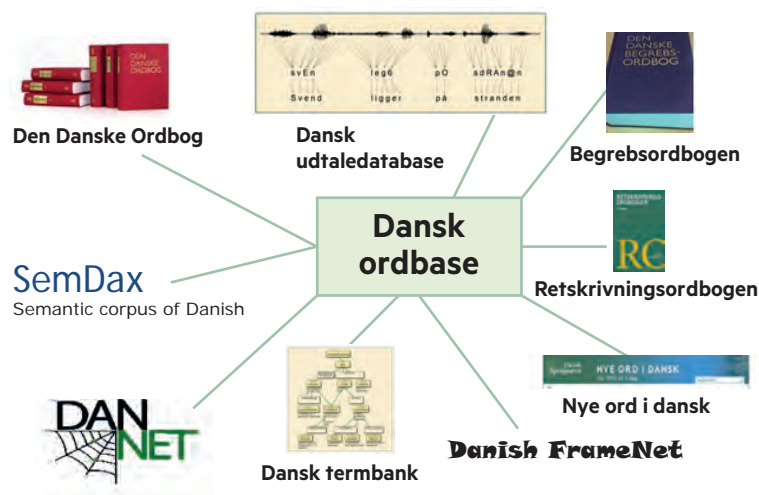 DEN
DANSKE
ORDBOG
Den Danske Ordbog
svEn legó pO sdRAn@n
Svend ligger på stranden
Dansk
udtaledatabase
DEN
DANSKE
BEGREBS-
ORDBOG
Begrebsordbogen
Dansk
ordbase
RETSKRIVNINGS
ORDBOGEN
RO
Retskrivningsordbogen
SemDax
Semantic corpus of Danish
NYE ORD I DANSK
Nye ord i dansk
DAN
NET
Dansk termbank
Danish FrameNet